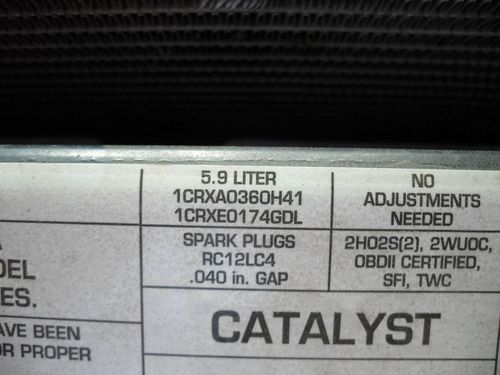 5.9 LITER
1CRXA0360H41
1CRXE0174GDL
NO
ADJUSTMENTS
NEEDED
SPARK PLUGS
RC12LC4
.040 in. GAP
2HO2S(2), 2WUOC,
OBDII CERTIFIED,
SFI, TWC
DEL
ES.
CATALYST
AVE BEEN
OR PROPER